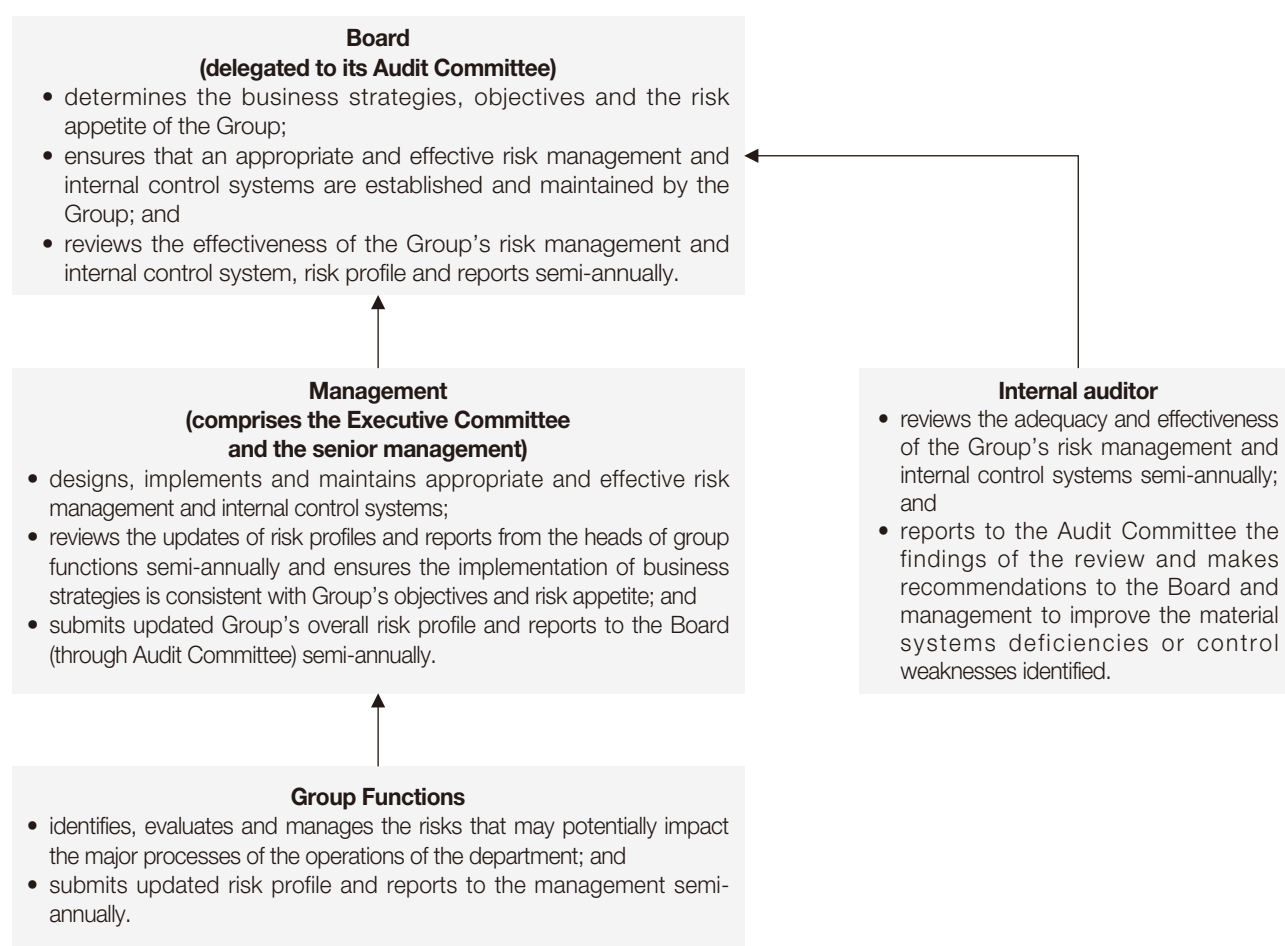 Board
(delegated to its Audit Committee)
• determines the business strategies, objectives and the risk
appetite of the Group;
• ensures that an appropriate and effective risk management and
internal control systems are established and maintained by the
Group; and
• reviews the effectiveness of the Group’s risk management and
internal control system, risk profile and reports semi-annually.
Management
(comprises the Executive Committee
and the senior management)
• designs, implements and maintains appropriate and effective risk
management and internal control systems;
• reviews the updates of risk profiles and reports from the heads of group
functions semi-annually and ensures the implementation of business
strategies is consistent with Group’s objectives and risk appetite; and
• submits updated Group’s overall risk profile and reports to the Board
(through Audit Committee) semi-annually.
Internal auditor
• reviews the adequacy and effectiveness
of the Group’s risk management and
internal control systems semi-annually;
and
• reports to the Audit Committee the
findings of the review and makes
recommendations to the Board and
management to improve the material
systems deficiencies or control
weaknesses identified.
Group Functions
• identifies, evaluates and manages the risks that may potentially impact
the major processes of the operations of the department; and
• submits updated risk profile and reports to the management semi-
annually.